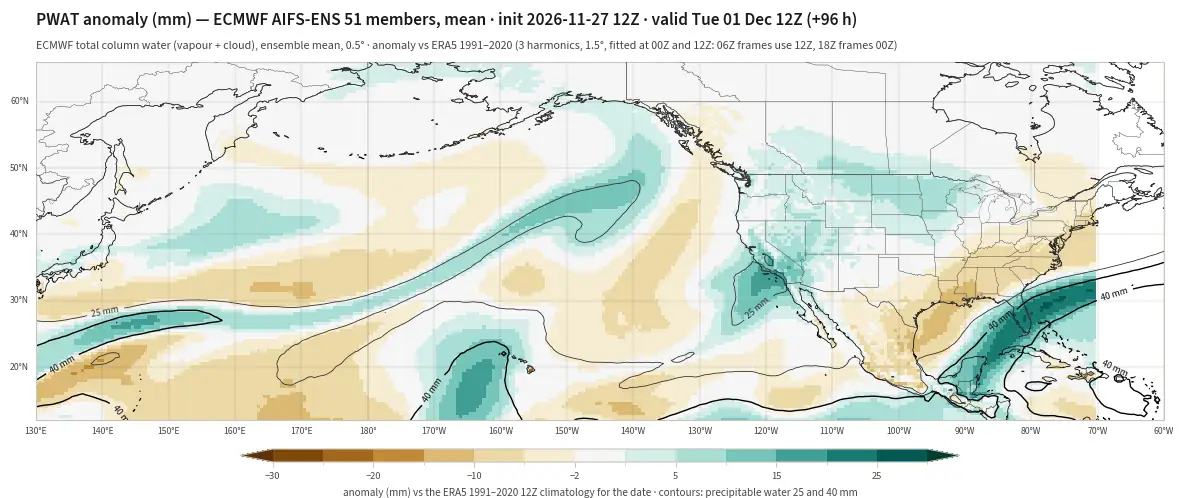 PWAT anomaly (mm) — ECMWF AIFS-ENS 51 members, mean · init 2026-11-27 12Z · valid Tue 01 Dec 12Z (+96 h)
ECMWF total column water (vapour + cloud), ensemble mean, 0.5° · anomaly vs ERA5 1991–2020 (3 harmonics, 1.5°, fitted at 00Z and 12Z: 06Z frames use 12Z, 18Z frames 00Z)
60°N
50°N
40°N
30°N
20°N
25 mm
40 mm
40 m
40 mm
25 mm
40 mm
40 mm
40 mm
130°E 140°E 150°E 160°E 170°E 180° 170°W 160°W 150°W 140°W 130°W 120°W 110°W 100°W 90°W 80°W 70°W 60°W
−30 −20 −10 −2 5 15 25
anomaly (mm) vs the ERA5 1991–2020 12Z climatology for the date · contours: precipitable water 25 and 40 mm